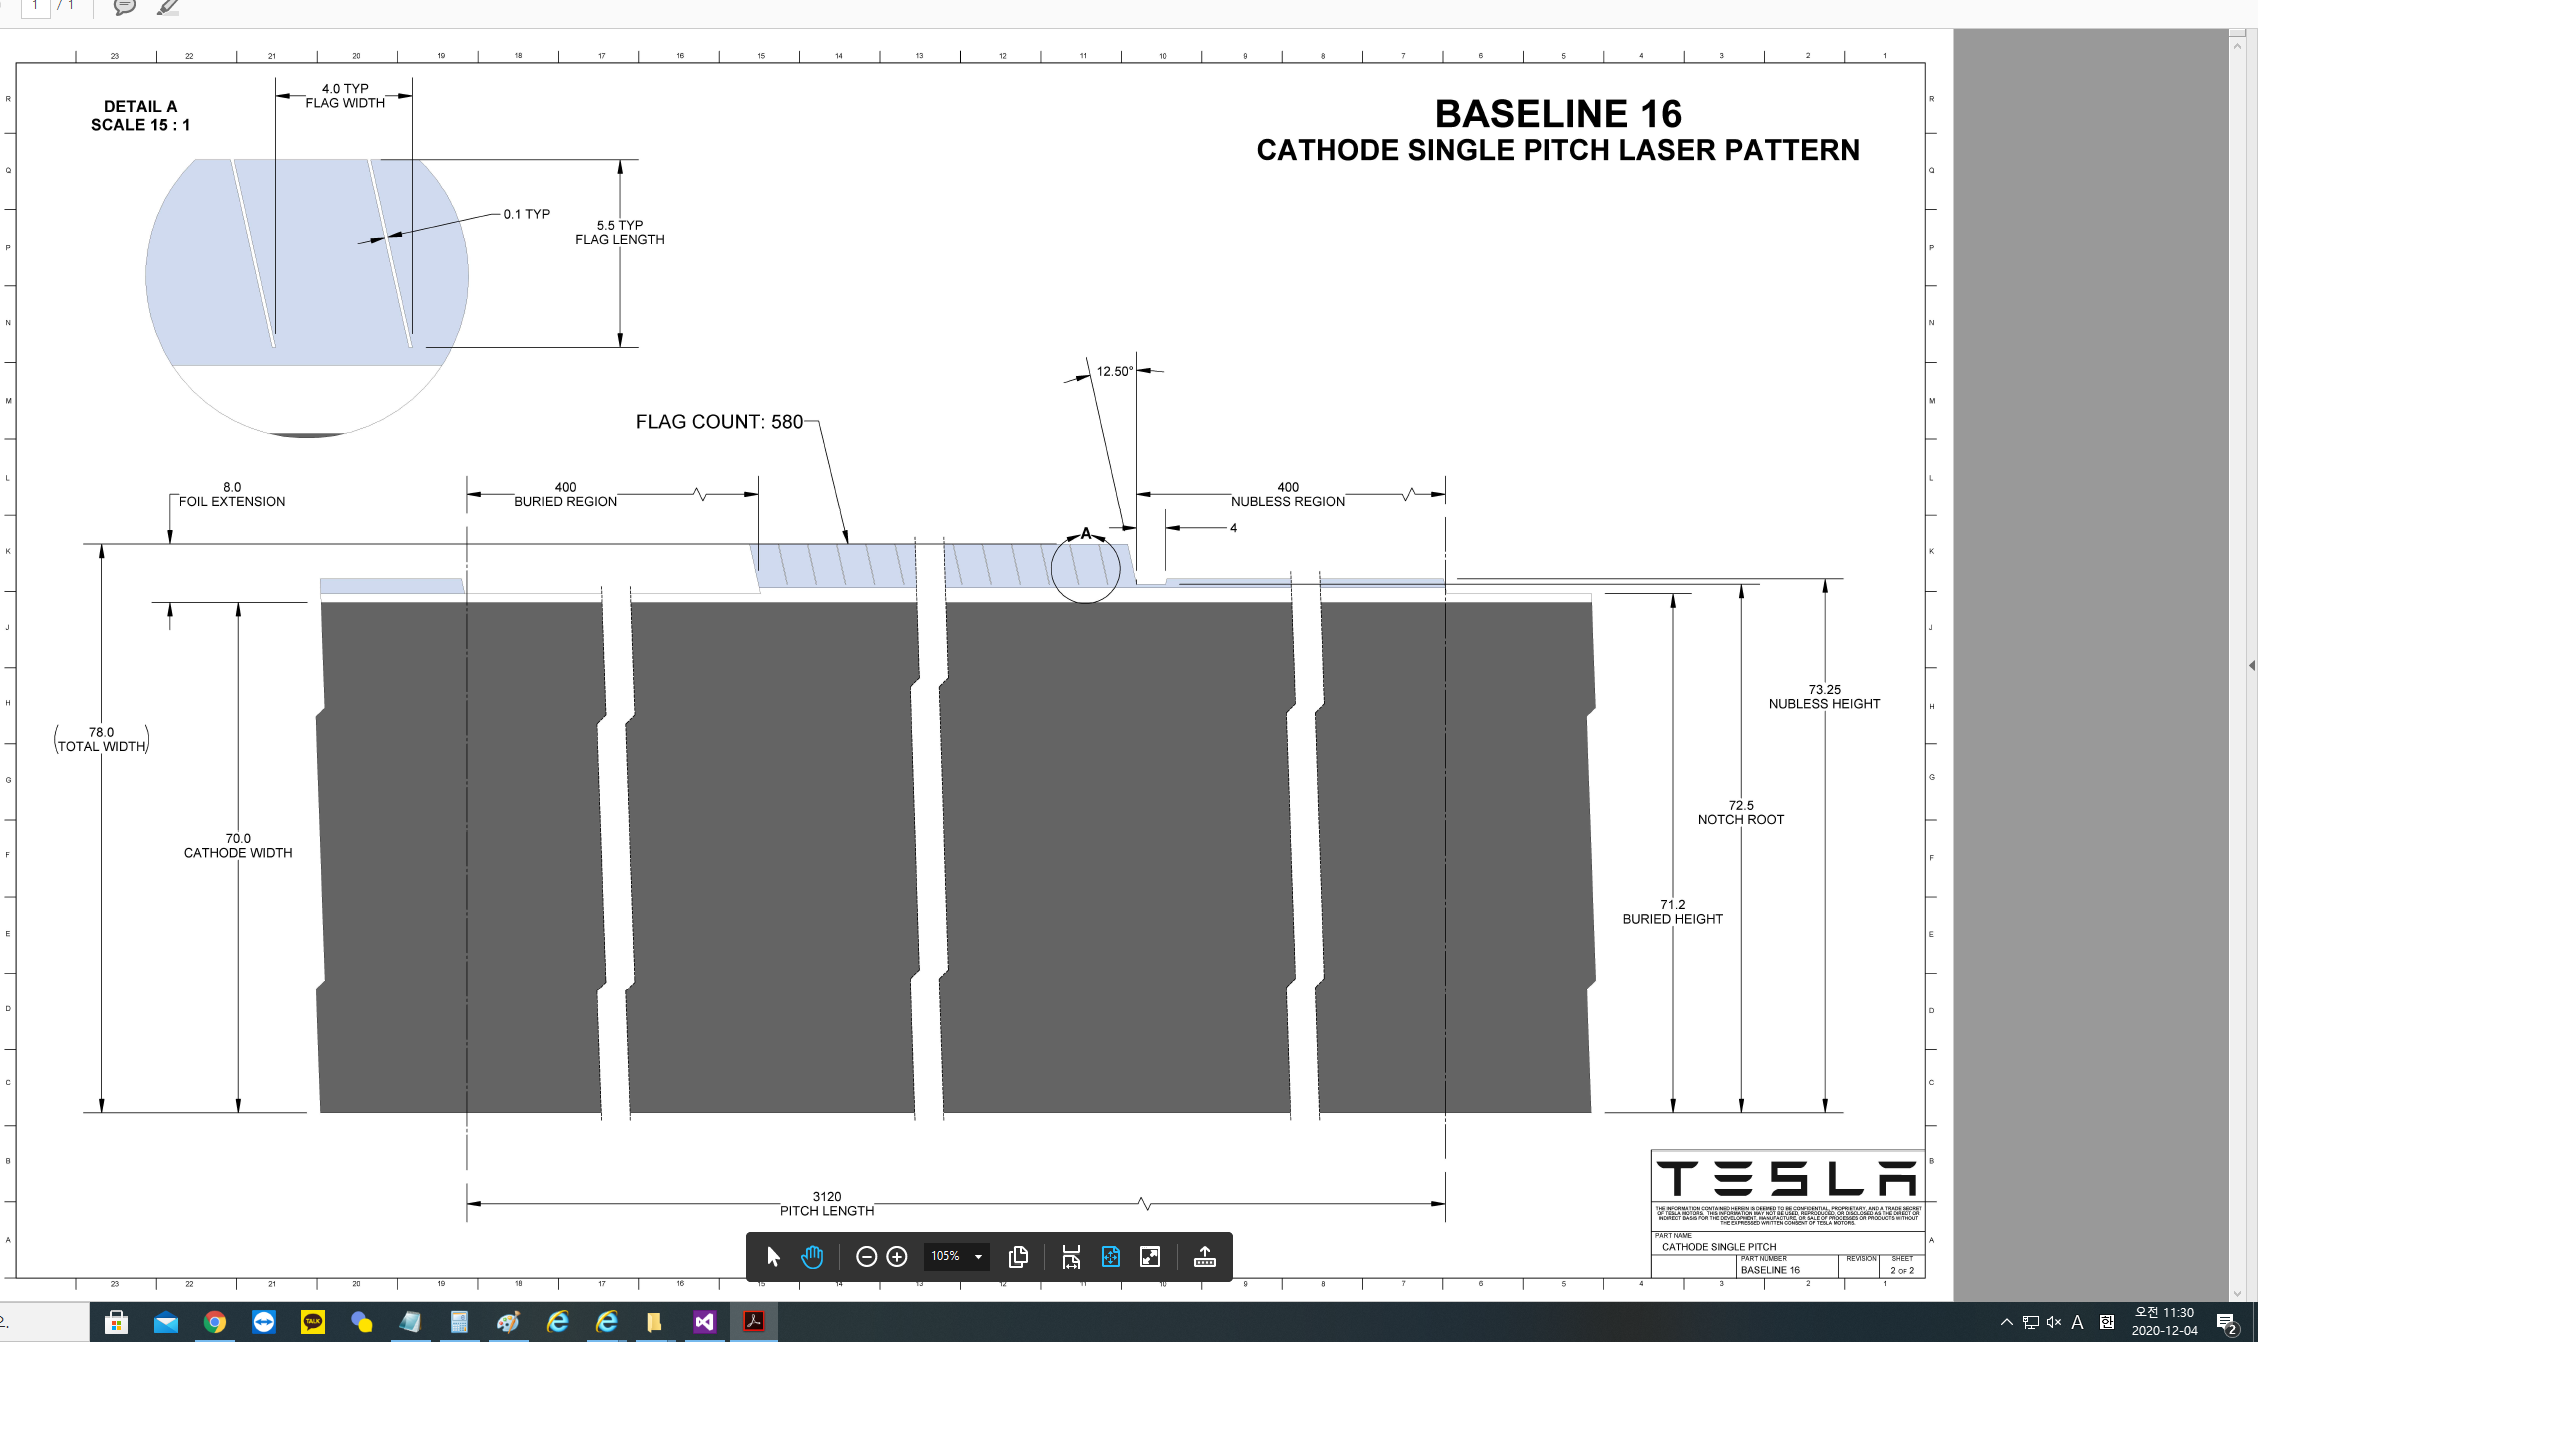 1 / 1
23 22 21 20 19 18 17 16 15 14 13 12 11 10 9 8 7 6 5 4 3 2 1
R
Q
P
N
M
L
K
J
H
G
F
E
D
C
B
A
DETAIL A
SCALE 15 : 1
4.0 TYP
FLAG WIDTH
0.1 TYP
5.5 TYP
FLAG LENGTH
BASELINE 16
CATHODE SINGLE PITCH LASER PATTERN
12.50°
FLAG COUNT: 580
8.0
FOIL EXTENSION
400
BURIED REGION
400
NUBLESS REGION
4
A
73.25
NUBLESS HEIGHT
78.0
(TOTAL WIDTH)
72.5
NOTCH ROOT
70.0
CATHODE WIDTH
71.2
BURIED HEIGHT
3120
PITCH LENGTH
R
Q
P
N
M
L
K
J
H
G
F
E
D
C
B
A
A
TESLA
THE INFORMATION CONTAINED HEREIN IS DEEMED TO BE CONFIDENTIAL, PROPRIETARY, AND A TRADE SECRET
OF TESLA MOTORS. THIS INFORMATION MAY NOT BE USED, REPRODUCED, OR DISCLOSED AS THE DIRECT OR
INDIRECT BASIS FOR THE DEVELOPMENT, MANUFACTURE, OR SALE OF PROCESSES OR PRODUCTS WITHOUT
THE EXPRESSED WRITTEN CONSENT OF TESLA MOTORS.
PART NAME
CATHODE SINGLE PITCH
PART NUMBER
BASELINE 16
REVISION
SHEET
2 OF 2
105%
23 22 21 20 19 18 17 16 15 14 13 12 11 10 9 8 7 6 5 4 3 2 1
TALK
A
한
오전 11:30
2020-12-04
2